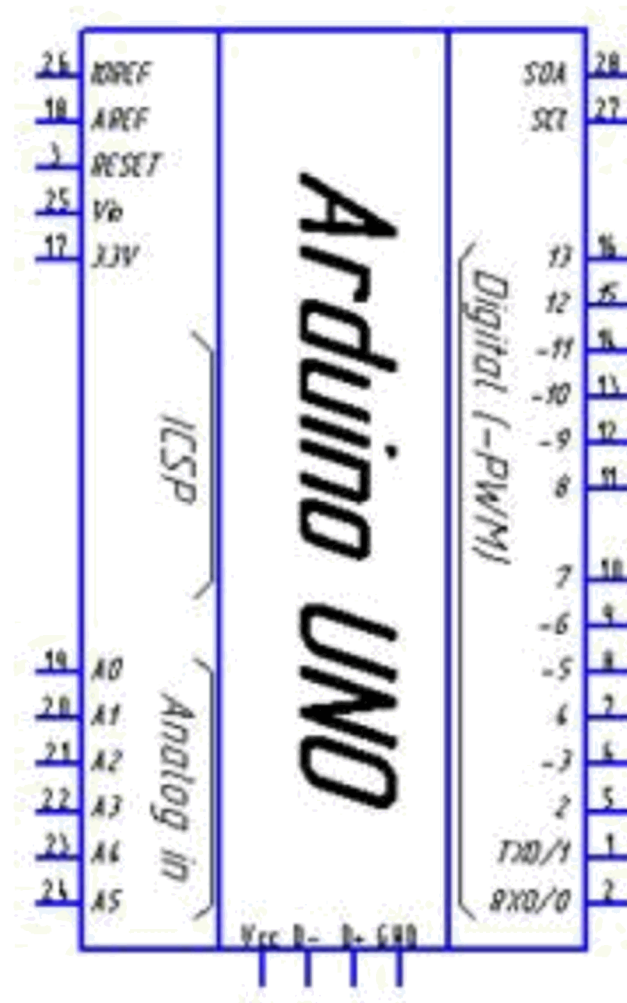 26 IOREF
18 AREF
3 RESET
25 Vin
17 3.3V
ICSP
19 A0
20 A1
21 A2
22 A3
23 A4
24 A5
Analog in
Arduino UNO
SDA 28
SCL 27
13 16
12 15
-11 14
-10 13
-9 12
8 11
7 10
-6 9
-5 8
4 7
-3 6
2 5
TX0/1 1
RX0/0 2
Digital (-PWM)
Vcc D- D+ GND